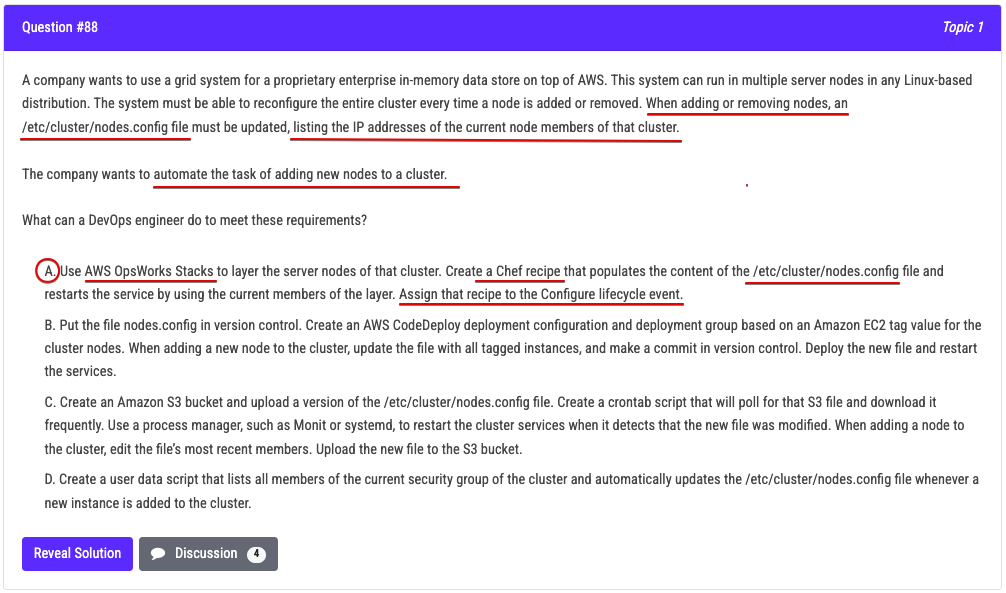 Question #88
Topic 1
A company wants to use a grid system for a proprietary enterprise in-memory data store on top of AWS. This system can run in multiple server nodes in any Linux-based
distribution. The system must be able to reconfigure the entire cluster every time a node is added or removed. When adding or removing nodes, an
/etc/cluster/nodes.config file must be updated, listing the IP addresses of the current node members of that cluster.
The company wants to automate the task of adding new nodes to a cluster.
What can a DevOps engineer do to meet these requirements?
A. Use AWS OpsWorks Stacks to layer the server nodes of that cluster. Create a Chef recipe that populates the content of the /etc/cluster/nodes.config file and
restarts the service by using the current members of the layer. Assign that recipe to the Configure lifecycle event.
B. Put the file nodes.config in version control. Create an AWS CodeDeploy deployment configuration and deployment group based on an Amazon EC2 tag value for the
cluster nodes. When adding a new node to the cluster, update the file with all tagged instances, and make a commit in version control. Deploy the new file and restart
the services.
C. Create an Amazon S3 bucket and upload a version of the /etc/cluster/nodes.config file. Create a crontab script that will poll for that S3 file and download it
frequently. Use a process manager, such as Monit or systemd, to restart the cluster services when it detects that the new file was modified. When adding a node to
the cluster, edit the file's most recent members. Upload the new file to the S3 bucket.
D. Create a user data script that lists all members of the current security group of the cluster and automatically updates the /etc/cluster/nodes.config file whenever a
new instance is added to the cluster.
Reveal Solution
Discussion 4